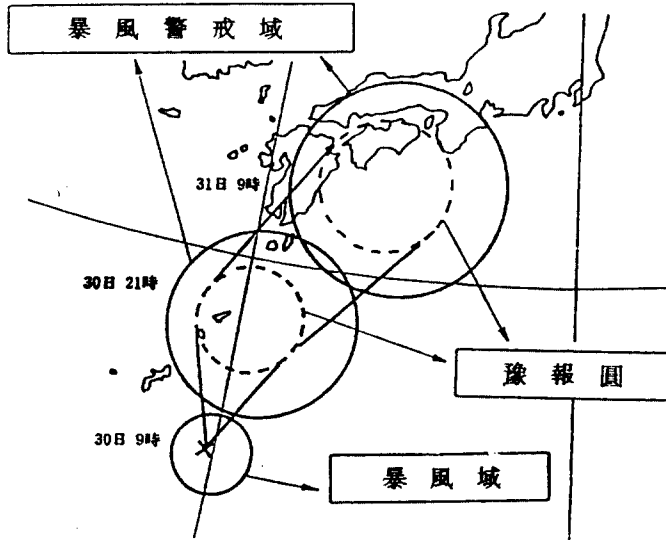 暴風警戒域
31日 9時
30日 21時
豫報圓
30日 9時
暴風域